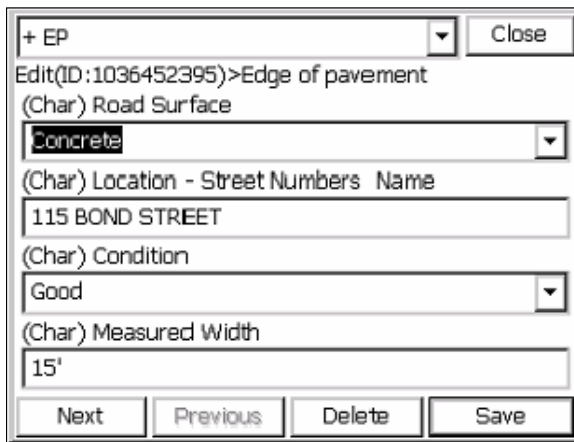 + EP Close
Edit(ID:1036452395)>Edge of pavement
(Char) Road Surface
Concrete
(Char) Location - Street Numbers Name
115 BOND STREET
(Char) Condition
Good
(Char) Measured Width
15'
Next Previous Delete Save